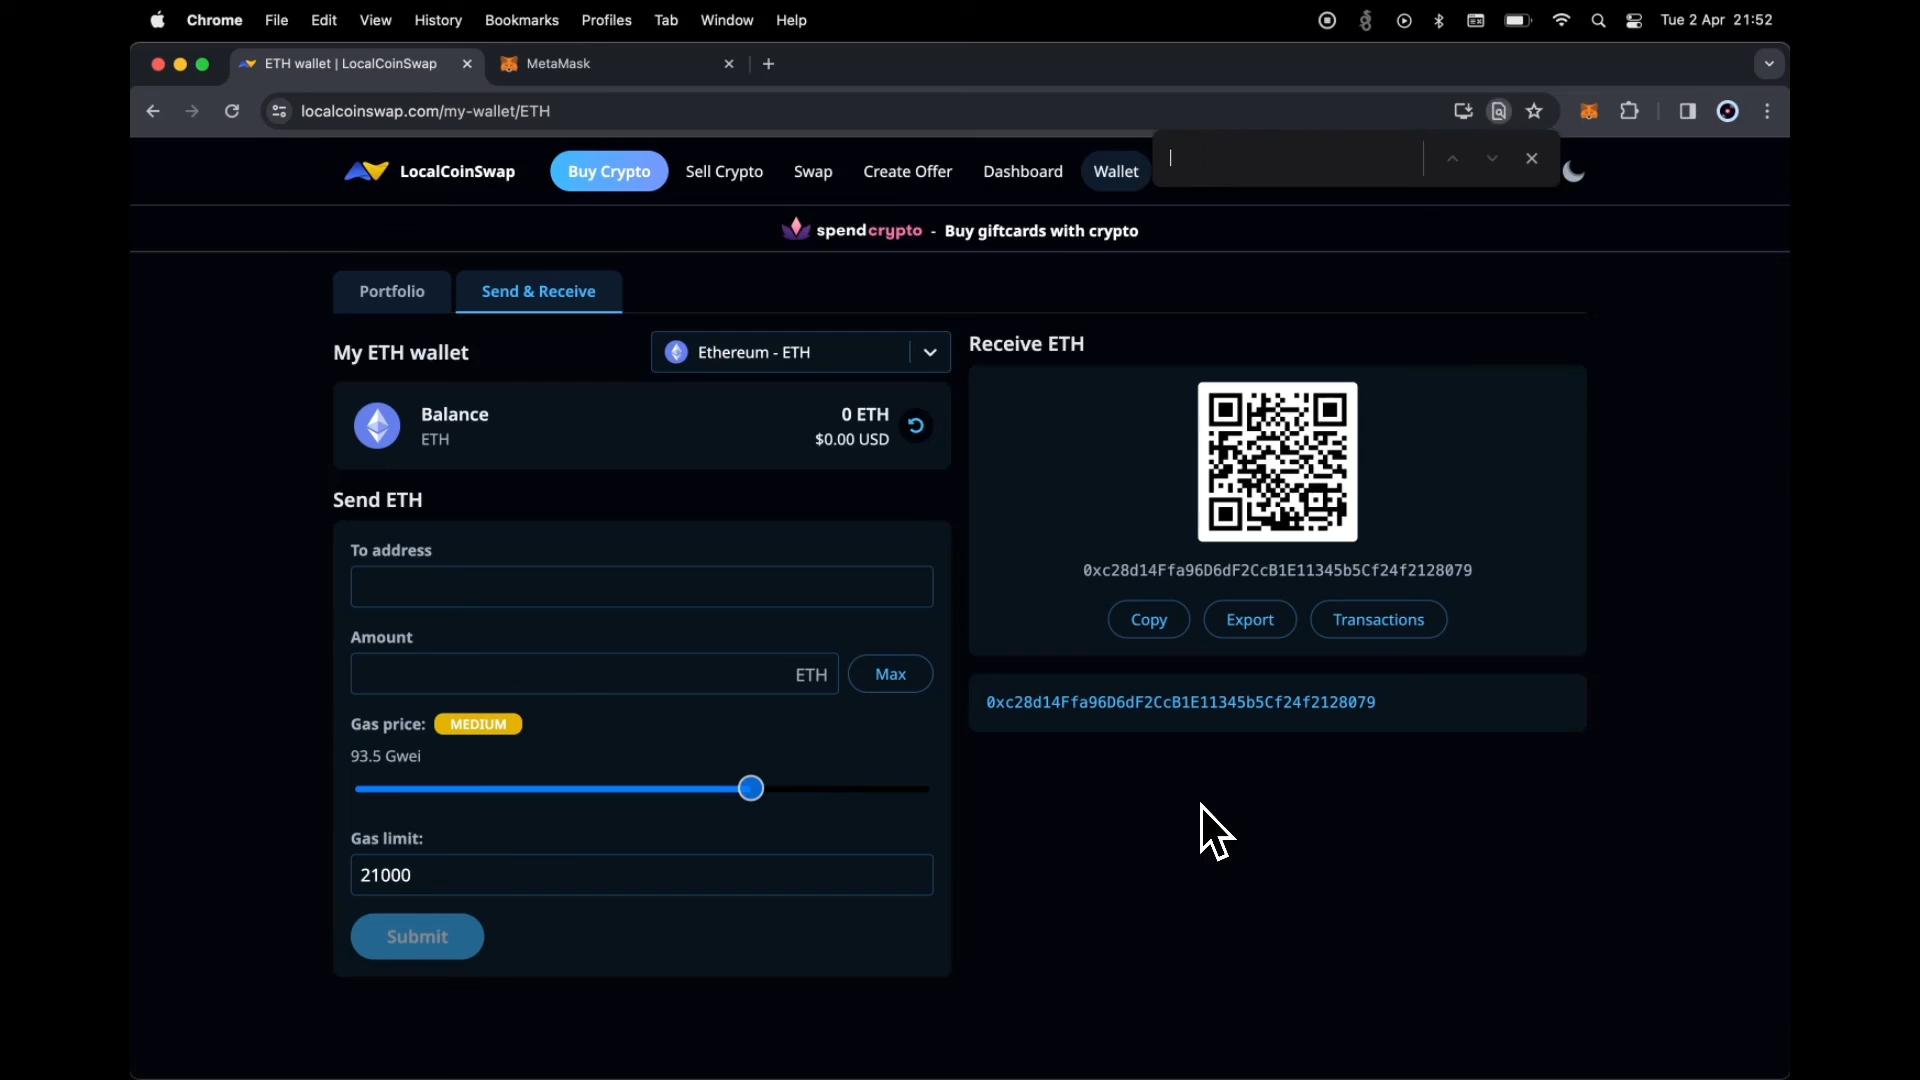 Chrome File Edit View History Bookmarks Profiles Tab Window Help Tue 2 Apr 21:52
ETH wallet | LocalCoinSwap MetaMask
localcoinswap.com/my-wallet/ETH
LocalCoinSwap Buy Crypto Sell Crypto Swap Create Offer Dashboard Wallet
spendcrypto - Buy giftcards with crypto
Portfolio Send & Receive
My ETH wallet Ethereum - ETH
Balance 0 ETH
ETH $0.00 USD
Send ETH
To address
Amount
ETH Max
Gas price: MEDIUM
93.5 Gwei
Gas limit:
21000
Submit
Receive ETH
0xc28d14Ffa96D6dF2CcB1E11345b5Cf24f2128079
Copy Export Transactions
0xc28d14Ffa96D6dF2CcB1E11345b5Cf24f2128079